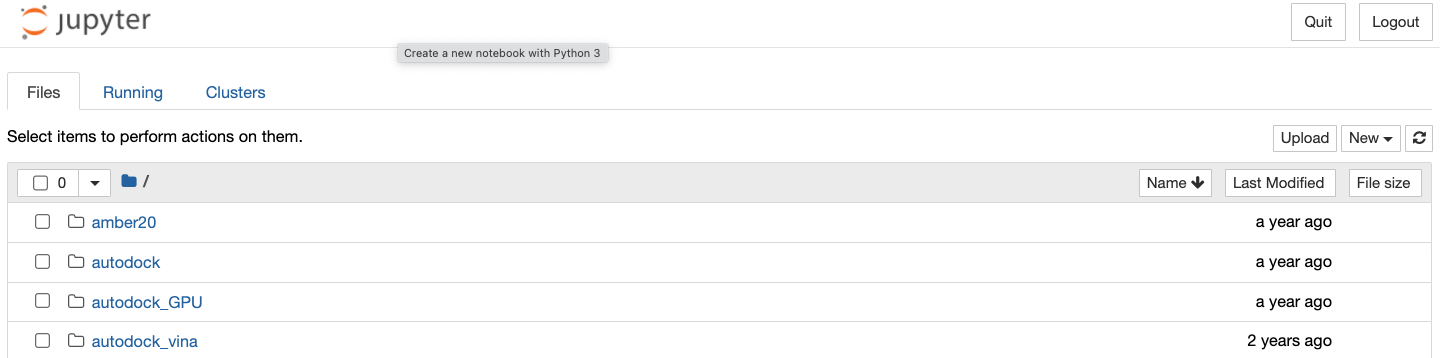 jupyter
Quit
Logout
Create a new notebook with Python 3
Files
Running
Clusters
Select items to perform actions on them.
Upload
New
0
/
Name
Last Modified
File size
amber20
a year ago
autodock
a year ago
autodock_GPU
a year ago
autodock_vina
2 years ago